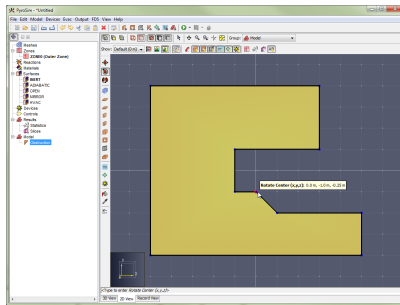 PyroSim - *Untitled
File Edit Model Devices Evac Output FDS View Help
Meshes
Zones
ZONE0 (Outer Zone)
Reactions
Materials
Surfaces
INERT
ADIABATIC
OPEN
MIRROR
HVAC
Devices
Controls
Results
Statistics
Slices
Model
Obstruction
Show: Default (0 m)
Group: Model
Rotate Center (x,y,z): 0.0 m, -1.0 m, -0.25 m
<Type to enter Rotate Center (x,y,z)>
3D View 2D View Record View